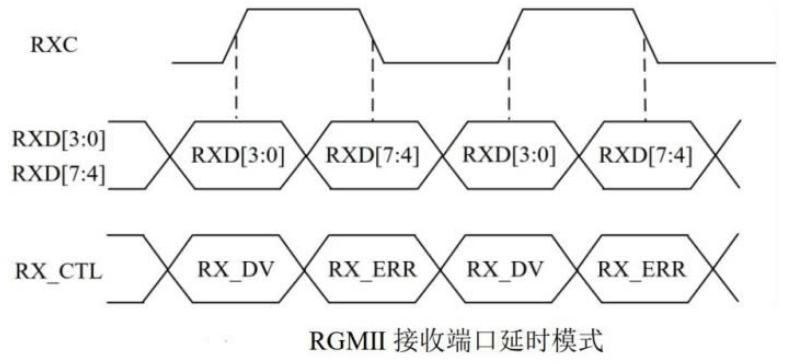 RXC
RXD[3:0]
RXD[7:4]
RXD[3:0] RXD[7:4] RXD[3:0] RXD[7:4]
RX_CTL RX_DV RX_ERR RX_DV RX_ERR
RGMII 接收端口延时模式